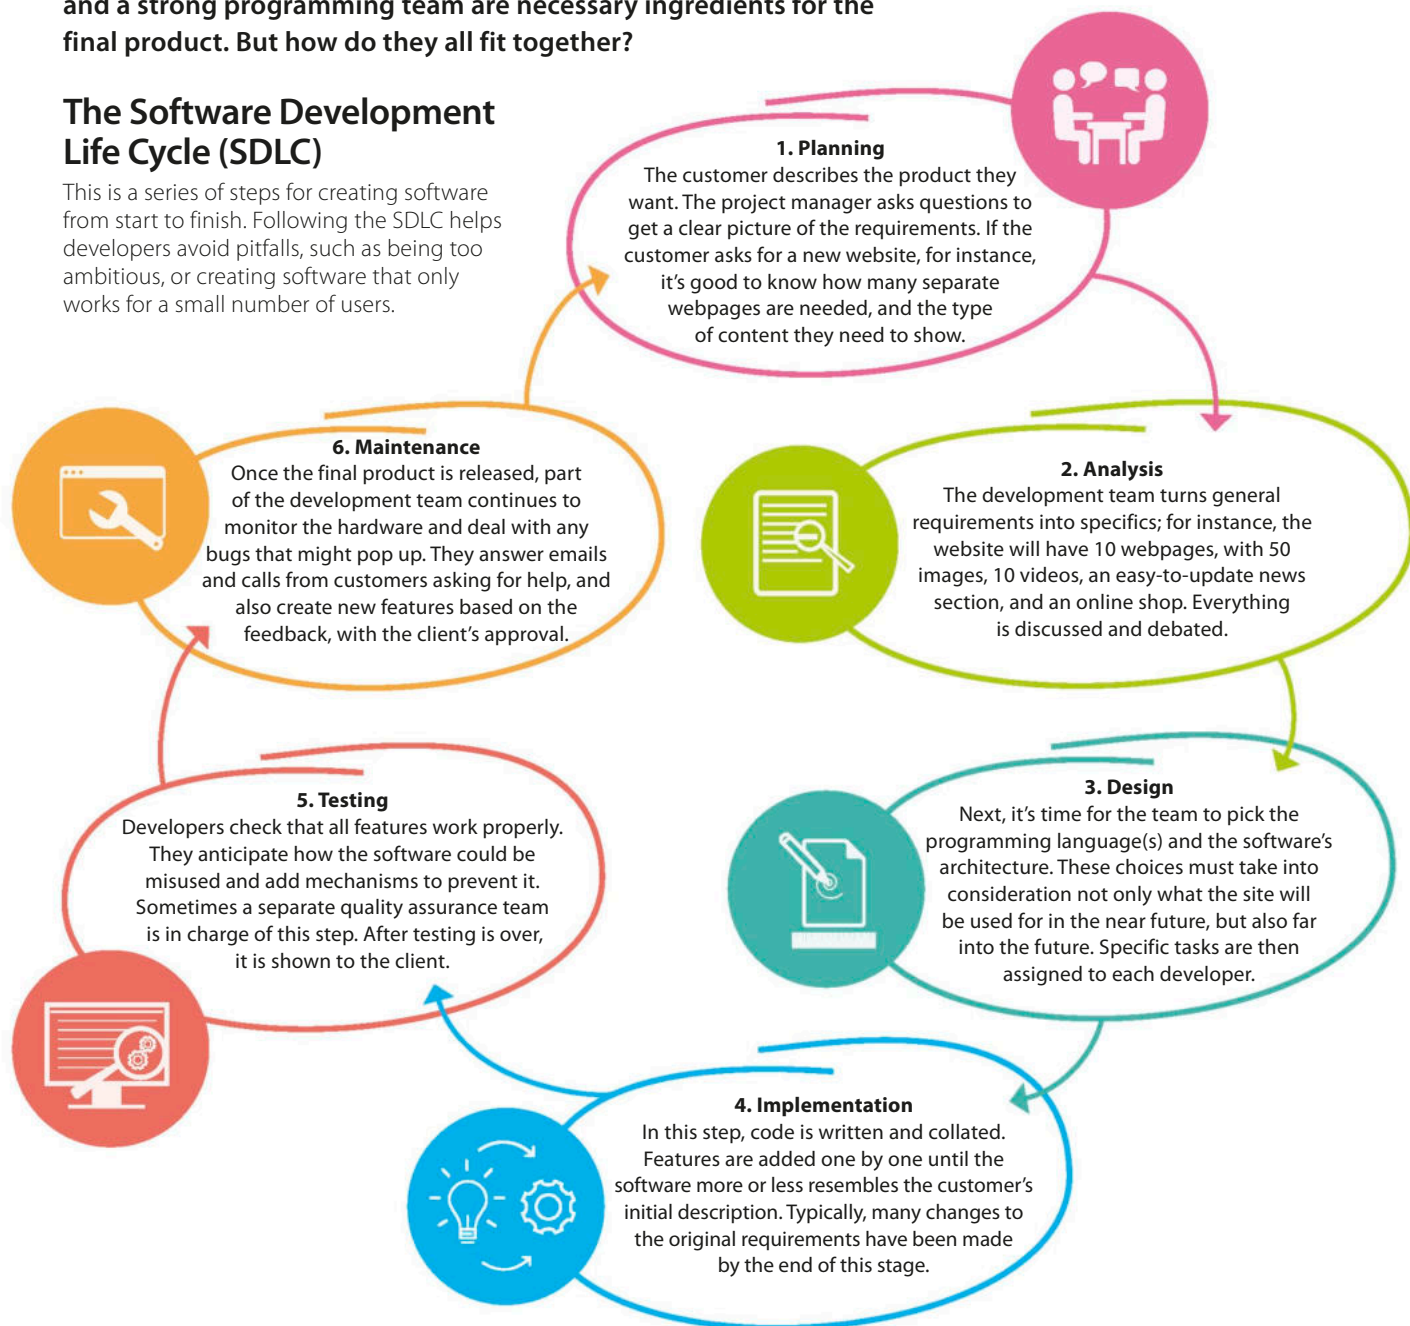 and a strong programming team are necessary ingredients for the
final product. But how do they all fit together?
The Software Development
Life Cycle (SDLC)
This is a series of steps for creating software
from start to finish. Following the SDLC helps
developers avoid pitfalls, such as being too
ambitious, or creating software that only
works for a small number of users.
1. Planning
The customer describes the product they
want. The project manager asks questions to
get a clear picture of the requirements. If the
customer asks for a new website, for instance,
it’s good to know how many separate
webpages are needed, and the type
of content they need to show.
2. Analysis
The development team turns general
requirements into specifics; for instance, the
website will have 10 webpages, with 50
images, 10 videos, an easy-to-update news
section, and an online shop. Everything
is discussed and debated.
3. Design
Next, it’s time for the team to pick the
programming language(s) and the software’s
architecture. These choices must take into
consideration not only what the site will
be used for in the near future, but also far
into the future. Specific tasks are then
assigned to each developer.
4. Implementation
In this step, code is written and collated.
Features are added one by one until the
software more or less resembles the customer’s
initial description. Typically, many changes to
the original requirements have been made
by the end of this stage.
5. Testing
Developers check that all features work properly.
They anticipate how the software could be
misused and add mechanisms to prevent it.
Sometimes a separate quality assurance team
is in charge of this step. After testing is over,
it is shown to the client.
6. Maintenance
Once the final product is released, part
of the development team continues to
monitor the hardware and deal with any
bugs that might pop up. They answer emails
and calls from customers asking for help, and
also create new features based on the
feedback, with the client’s approval.